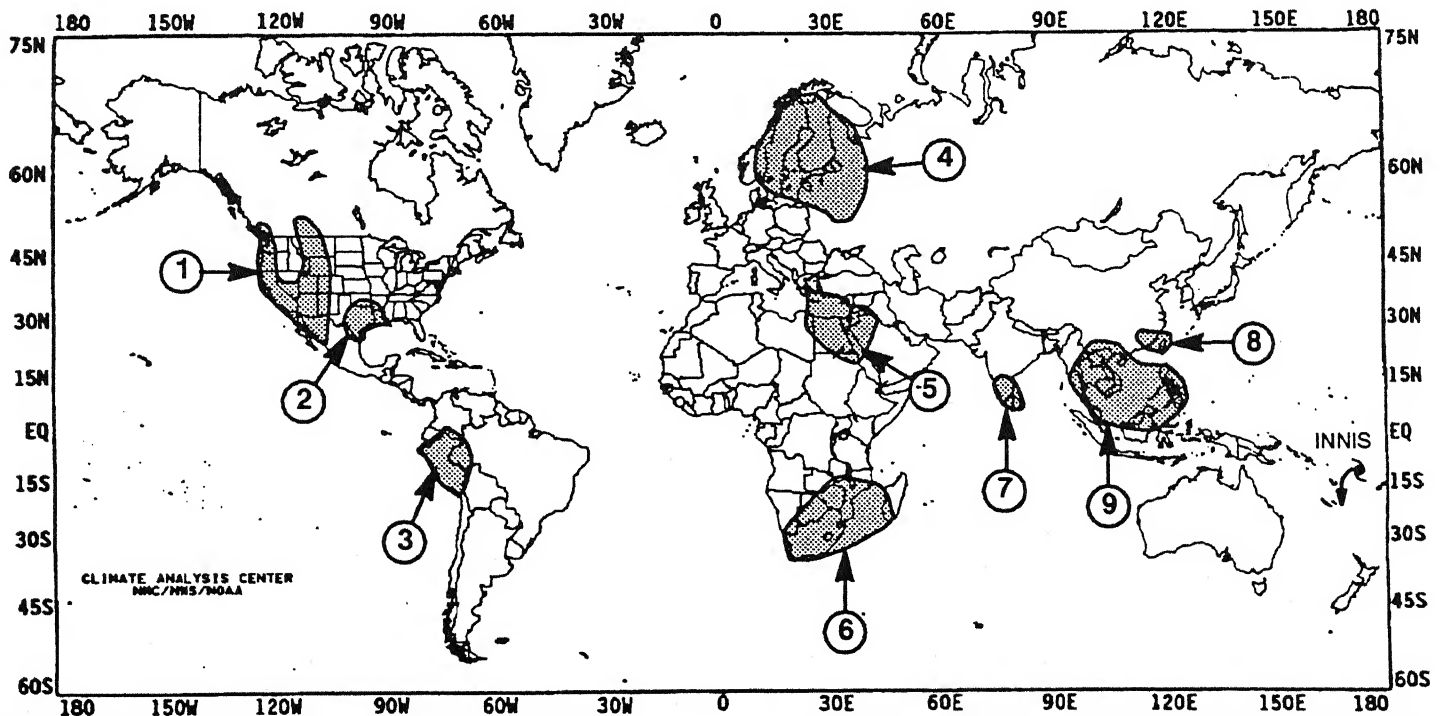 180 150W 120W 90W 60W 30W 0 30E 60E 90E 120E 150E 180
75N 75N
60N 60N
4
45N 45N
1
30N 30N
8
2
15N 5 15N
EQ EQ
INNIS
7
15S 9 15S
3
30S 30S
CLIMATE ANALYSIS CENTER
NMC/NWS/NOAA
45S 45S
6
60S 60S
180 150W 120W 90W 60W 30W 0 30E 60E 90E 120E 150E 180